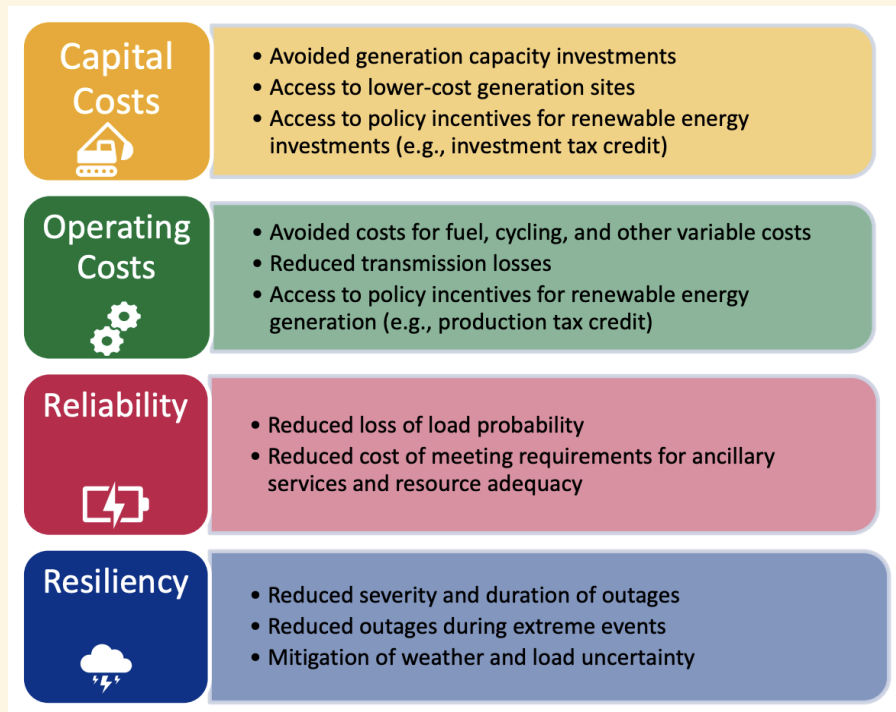 Capital
Costs
• Avoided generation capacity investments
• Access to lower-cost generation sites
• Access to policy incentives for renewable energy
investments (e.g., investment tax credit)
Operating
Costs
• Avoided costs for fuel, cycling, and other variable costs
• Reduced transmission losses
• Access to policy incentives for renewable energy
generation (e.g., production tax credit)
Reliability
• Reduced loss of load probability
• Reduced cost of meeting requirements for ancillary
services and resource adequacy
Resiliency
• Reduced severity and duration of outages
• Reduced outages during extreme events
• Mitigation of weather and load uncertainty